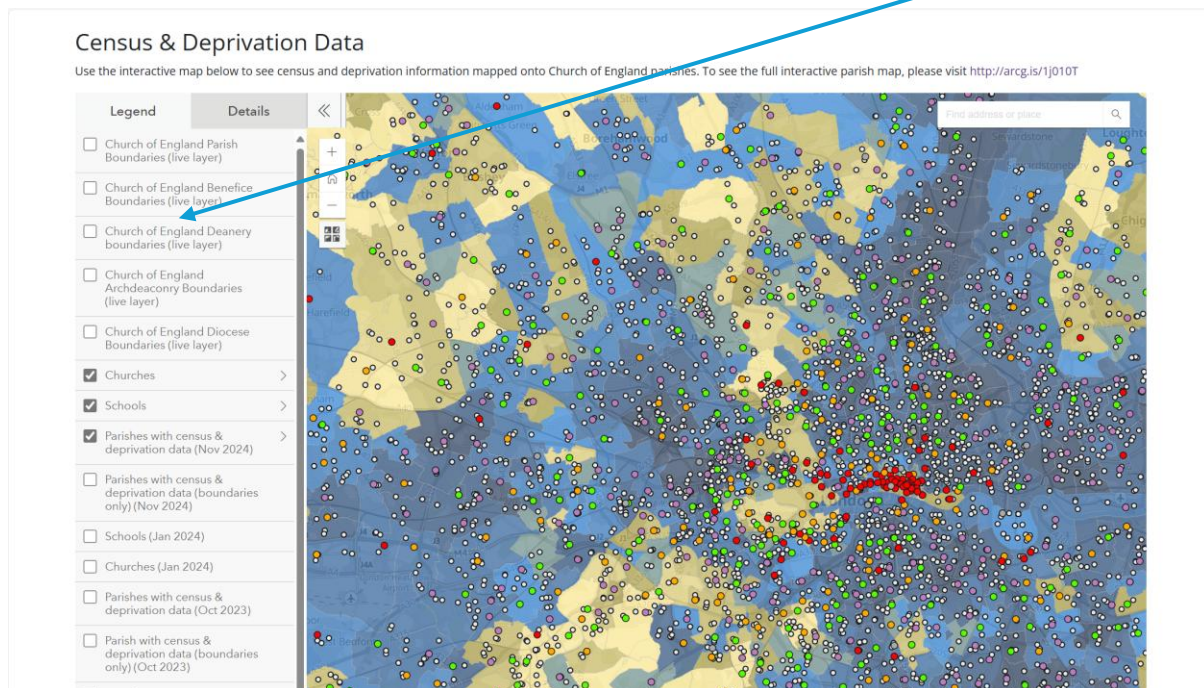 Census & Deprivation Data
Use the interactive map below to see census and deprivation information mapped onto Church of England parishes. To see the full interactive parish map, please visit http://arcg.is/1j010T
Legend
Details
Find address or place
Church of England Parish
Boundaries (live layer)
Church of England Benefice
Boundaries (live layer)
Church of England Deanery
boundaries (live layer)
Church of England
Archdeaconry Boundaries
(live layer)
Church of England Diocese
Boundaries (live layer)
Churches
Schools
Parishes with census &
deprivation data (Nov 2024)
Parishes with census &
deprivation data (boundaries
only) (Nov 2024)
Schools (Jan 2024)
Churches (Jan 2024)
Parishes with census &
deprivation data (Oct 2023)
Parish with census &
deprivation data (boundaries
only) (Oct 2023)
Borehamwood
Harefield